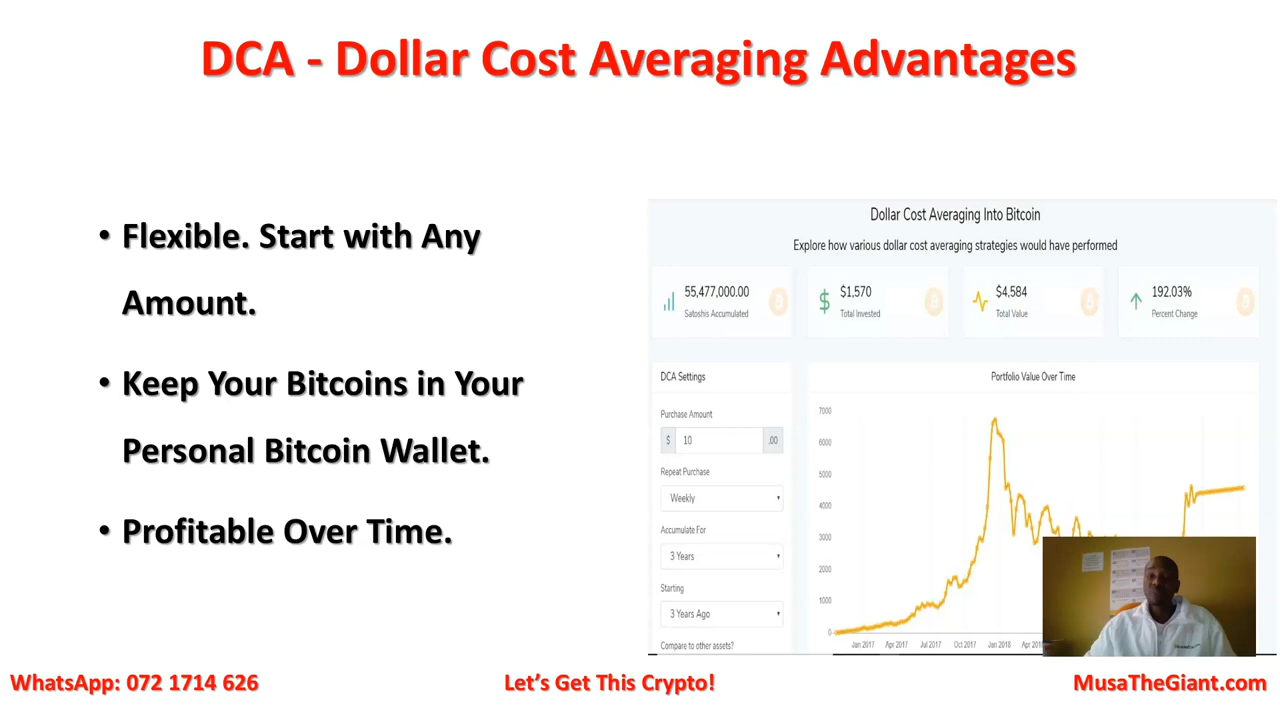 DCA - Dollar Cost Averaging Advantages
• Flexible. Start with Any
Amount.
• Keep Your Bitcoins in Your
Personal Bitcoin Wallet.
• Profitable Over Time.
Dollar Cost Averaging Into Bitcoin
Explore how various dollar cost averaging strategies would have performed
55,477,000.00
Satoshis Accumulated
$1,570
Total Invested
$4,584
Total Value
192.03%
Percent Change
DCA Settings
Purchase Amount
$ 10 .00
Repeat Purchase
Weekly
Accumulate For
3 Years
Starting
3 Years Ago
Compare to other assets?
Portfolio Value Over Time
7000
6000
5000
4000
3000
2000
1000
0
Jan 2017 Apr 2017 Jul 2017 Oct 2017 Jan 2018
WhatsApp: 072 1714 626
Let's Get This Crypto!
MusaTheGiant.com